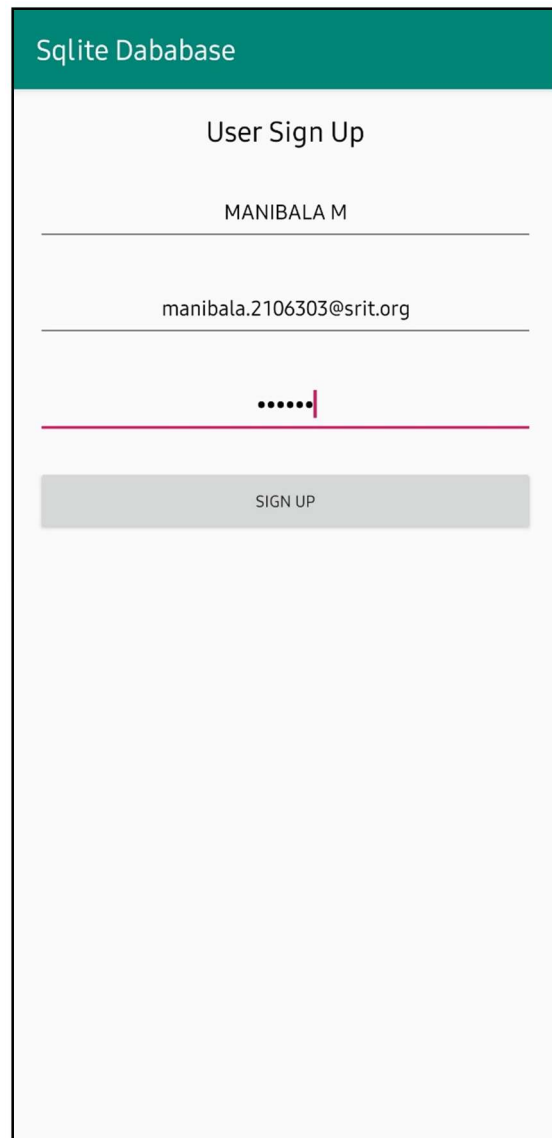 Sqlite Dababase
User Sign Up
MANIBALA M
manibala.2106303@srit.org
••••••
SIGN UP